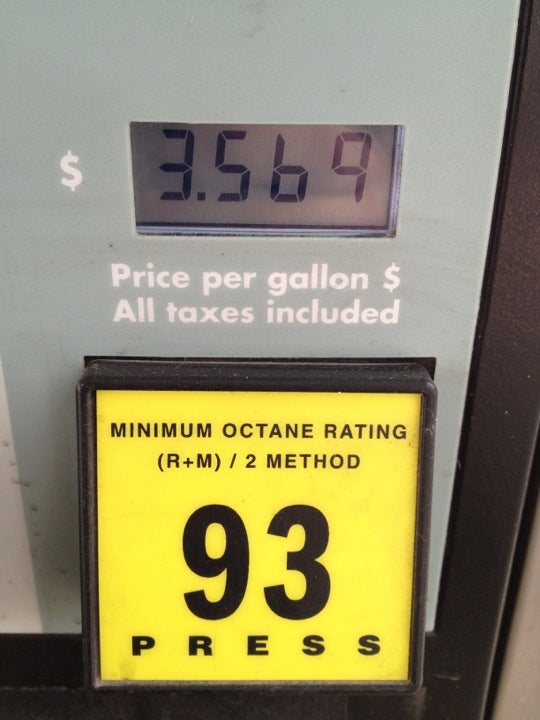 $ 3.569
Price per gallon $
All taxes included
MINIMUM OCTANE RATING
(R+M) / 2 METHOD
93
PRESS